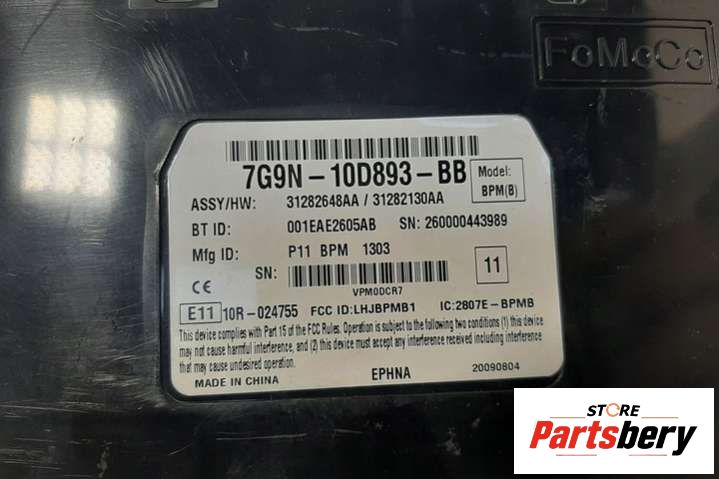 FoMoCo
7G9N-10D893-BB
Model:
BPM(B)
ASSY/HW: 31282648AA / 31282130AA
BT ID: 001EAE2605AB SN: 260000443989
Mfg ID: P11 BPM 1303
SN:
VPM0DCR7
11
CE
E11 10R-024755 FCC ID:LHJBPMB1 IC:2807E-BPMB
This device complies with Part 15 of the FCC Rules. Operation is subject to the following two conditions (1) this device
may not cause harmful interference, and (2) this device must accept any interference received including interference
that may cause undesired operation.
MADE IN CHINA EPHNA 20090804
STORE
Partsbery